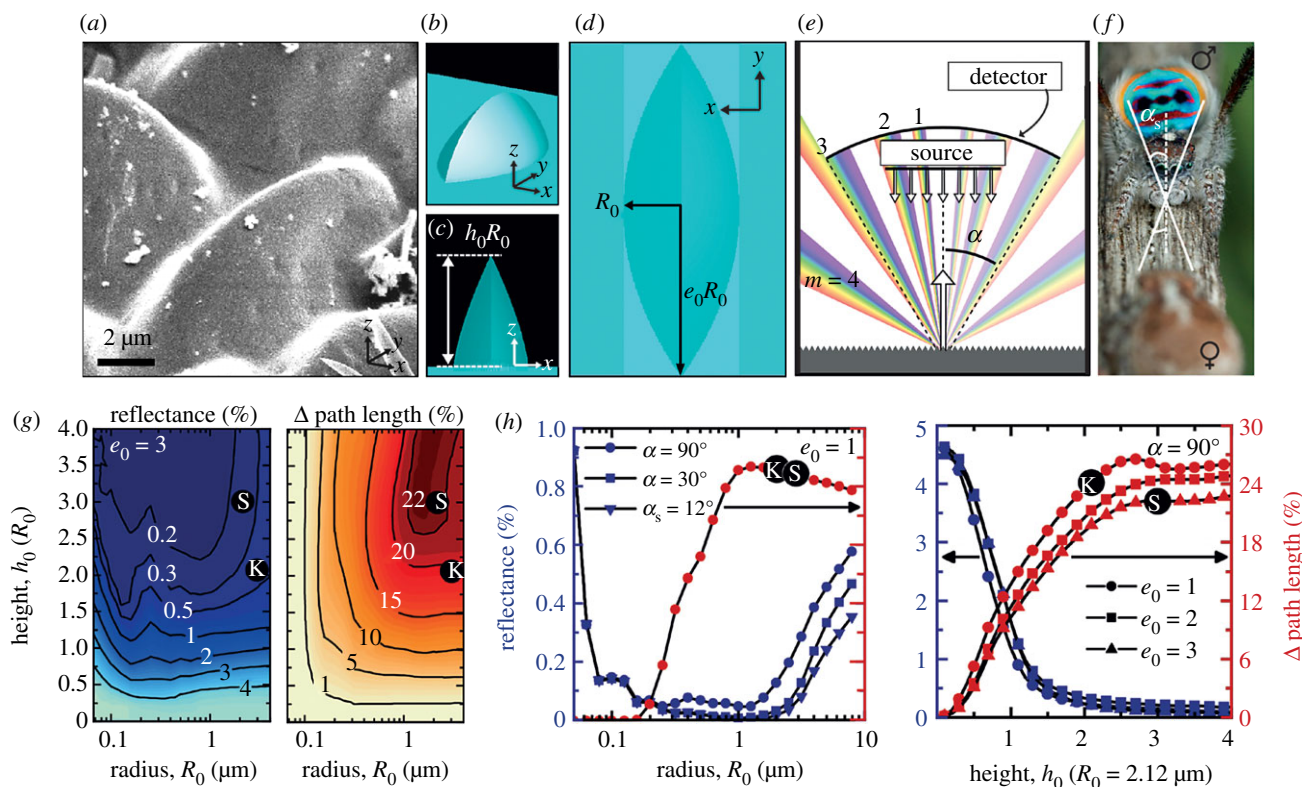 (a)
2 µm
z
y
x
(b)
z
y
x
(c)
h0R0
z
x
(d)
y
x
R0
e0R0
(e)
detector
3
2
1
source
α
m = 4
(f)
♂
αs
♀
(g)
reflectance (%)
Δ path length (%)
e0 = 3
height, h0 (R0)
4.0
3.5
3.0
2.5
2.0
1.5
1.0
0.5
0
S
K
0.2
0.3
0.5
1
2
3
4
0.1
1
radius, R0 (µm)
22
S
20
K
15
10
5
1
0.1
1
radius, R0 (µm)
(h)
reflectance (%)
1.0
0.8
0.6
0.4
0.2
0
α = 90°
α = 30°
αs = 12°
K
S
e0 = 1
0.1
1
10
radius, R0 (µm)
5
4
3
2
1
0
α = 90°
K
S
e0 = 1
e0 = 2
e0 = 3
30
24
18
12
6
0
Δ path length (%)
1
2
3
4
height, h0 (R0 = 2.12 µm)